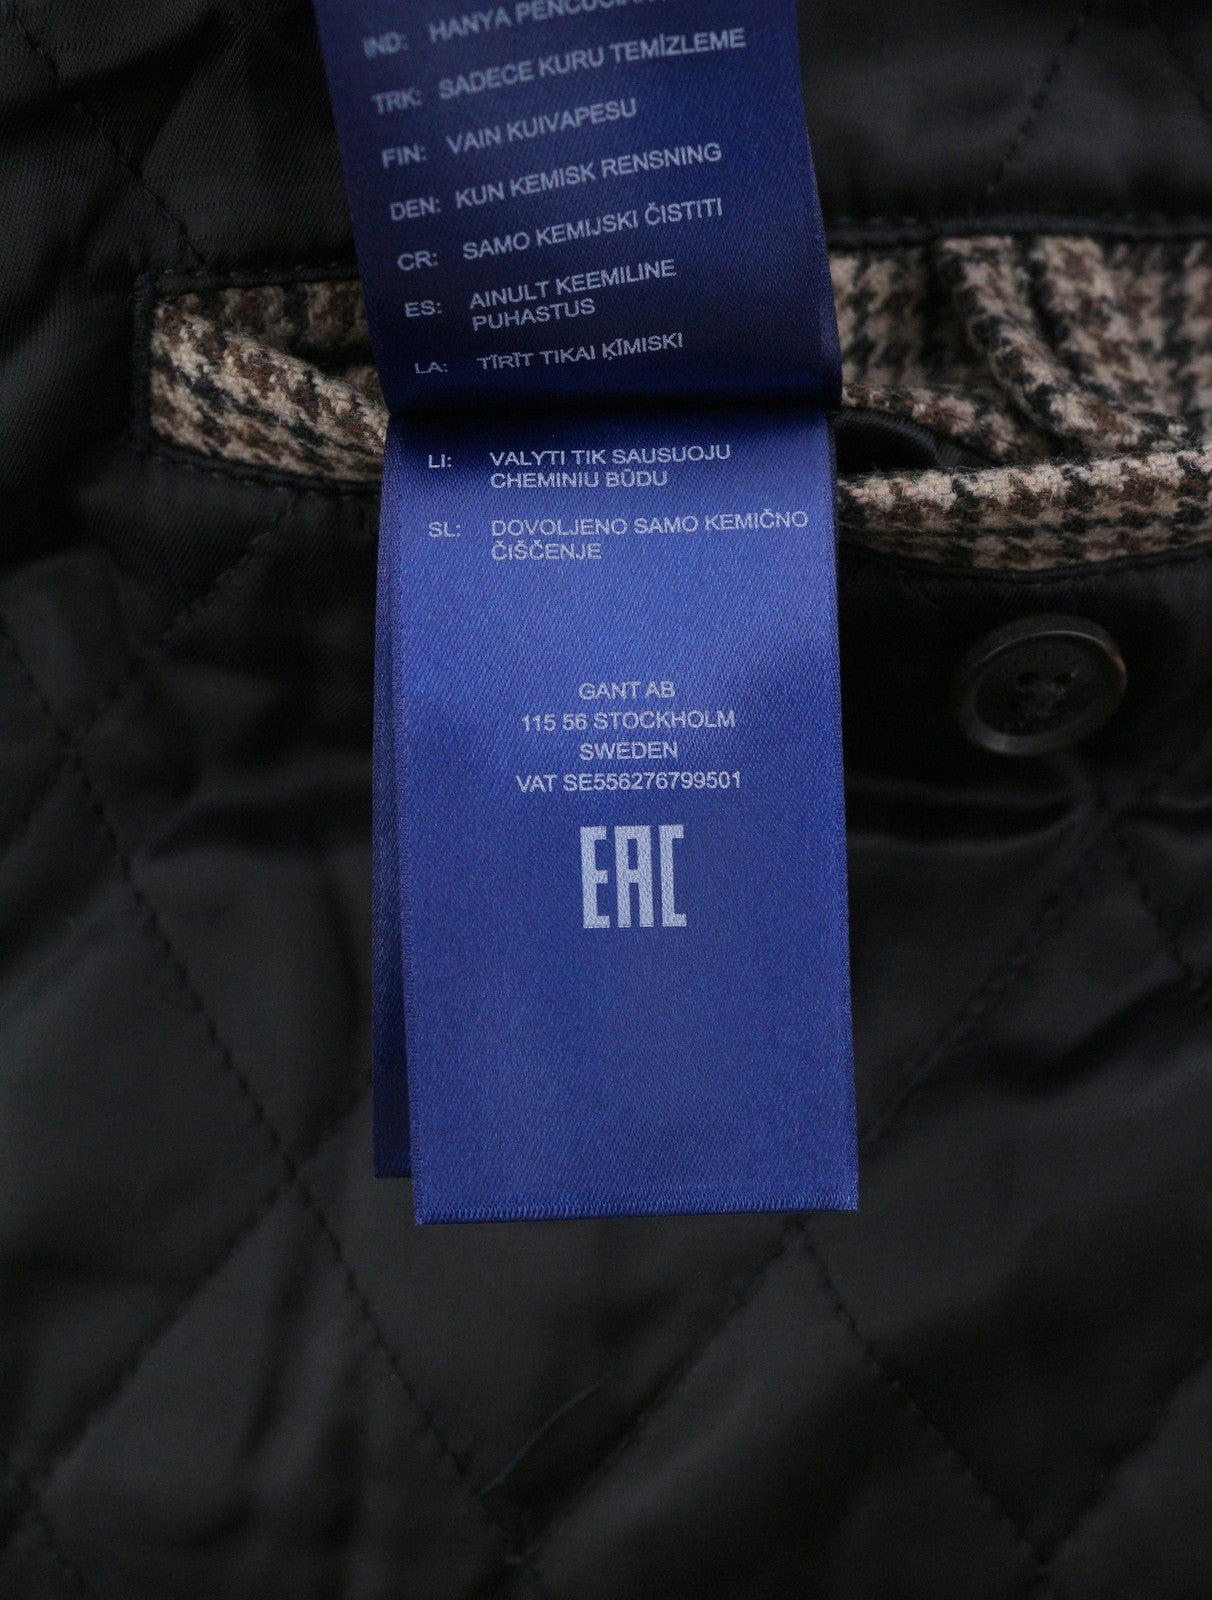 IND: HANYA
TRK: SADECE KURU TEMİZLEME
FIN: VAIN KUIVAPESU
DEN: KUN KEMISK RENSNING
CR: SAMO KEMIJSKI ČISTITI
ES: AINULT KEEMILINE
PUHASTUS
LA: TĪRĪT TIKAI ĶĪMISKI
LI: VALYTI TIK SAUSUOJU
CHEMINIU BŪDU
SL: DOVOLJENO SAMO KEMIČNO
ČIŠČENJE
GANT AB
115 56 STOCKHOLM
SWEDEN
VAT SE556276799501
EAC